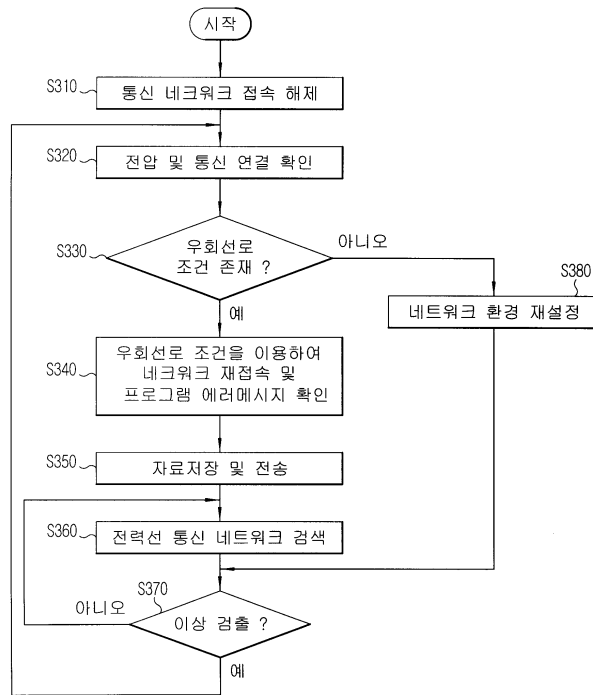 시작
S310
통신 네크워크 접속 해제
S320
전압 및 통신 연결 확인
S330
우회선로
조건 존재 ?
아니오
예
S380
네트워크 환경 재설정
S340
우회선로 조건을 이용하여
네크워크 재접속 및
프로그램 에러메시지 확인
S350
자료저장 및 전송
S360
전력선 통신 네트워크 검색
S370
아니오
이상 검출 ?
예